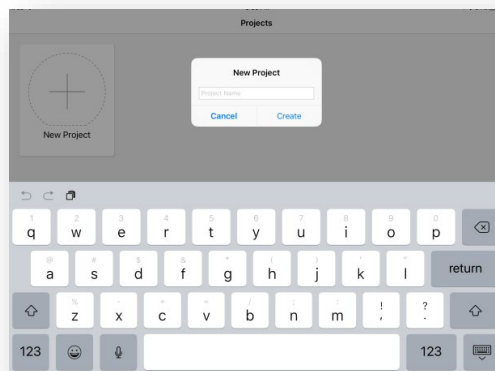 Projects
New Project
Project Name
Cancel Create
New Project
1 2 3 4 5 6 7 8 9 0
q w e r t y u i o p
@ # $ & * ( ) ' "
a s d f g h j k l return
% - + = / ; : ! ?
z x c v b n m , .
123 123